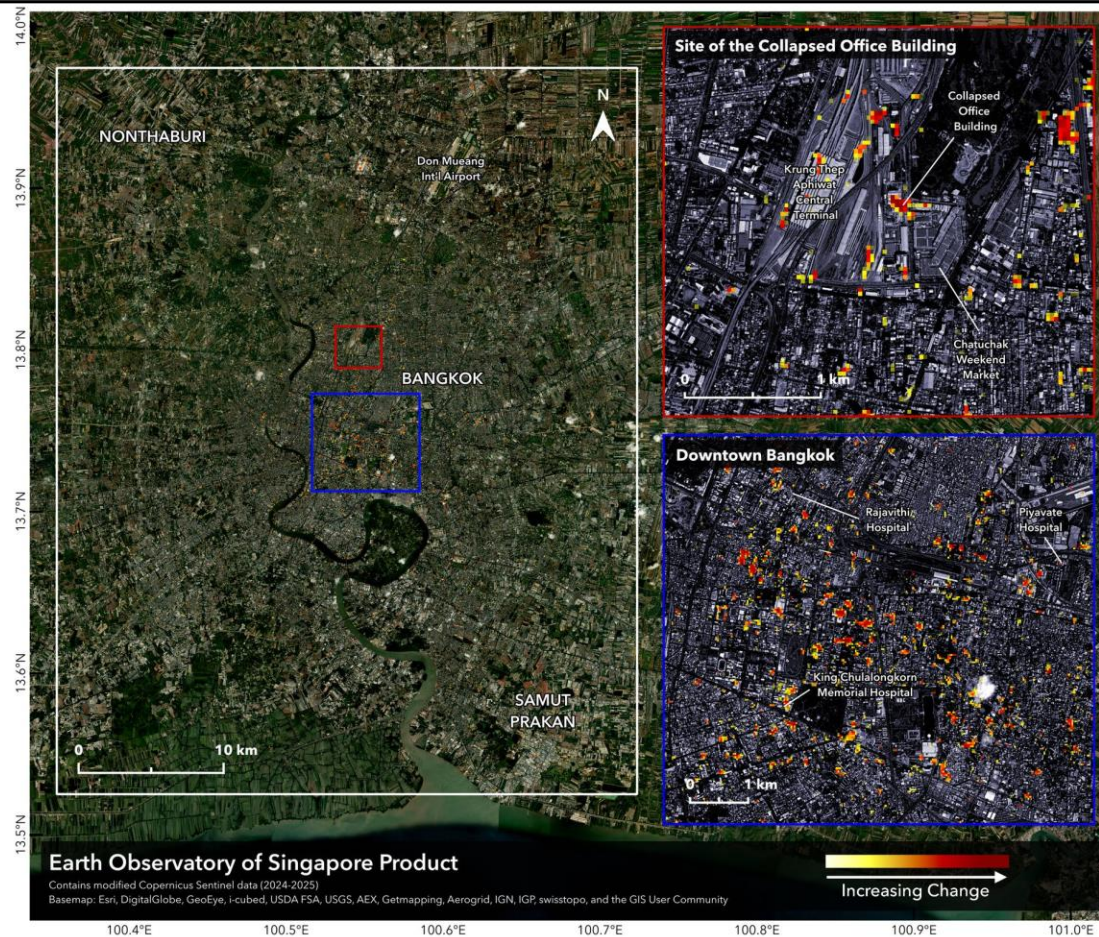 14.0°N
13.9°N
13.8°N
13.7°N
13.6°N
13.5°N
NONTHABURI
Don Mueang
Int'l Airport
N
BANGKOK
SAMUT
PRAKAN
0 10 km
Site of the Collapsed Office Building
Collapsed
Office
Building
Krung Thep
Aphiwat
Central
Terminal
Chatuchak
Weekend
Market
0 1 km
Downtown Bangkok
Rajavithi
Hospital
Piyavate
Hospital
King Chulalongkorn
Memorial Hospital
0 1 km
Earth Observatory of Singapore Product
Contains modified Copernicus Sentinel data (2024-2025)
Basemap: Esri, DigitalGlobe, GeoEye, i-cubed, USDA FSA, USGS, AEX, Getmapping, Aerogrid, IGN, IGP, swisstopo, and the GIS User Community
Increasing Change
100.4°E 100.5°E 100.6°E 100.7°E 100.8°E 100.9°E 101.0°E